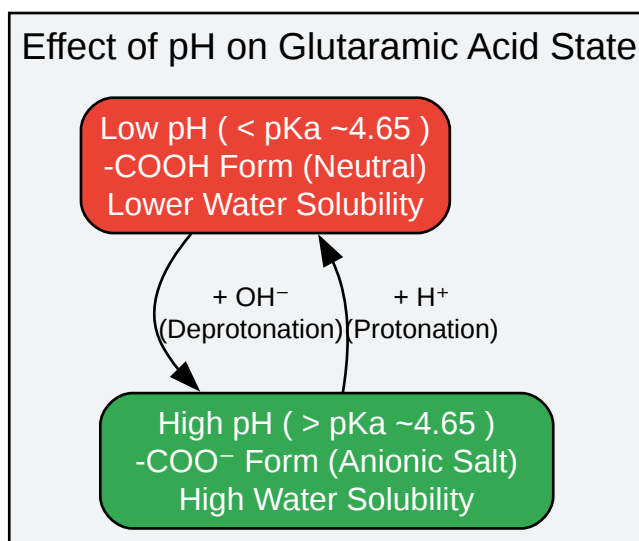 Effect of pH on Glutaramic Acid State
Low pH ( < pKa ~4.65 )
-COOH Form (Neutral)
Lower Water Solubility
+ OH⁻
(Deprotonation)
+ H⁺
(Protonation)
High pH ( > pKa ~4.65 )
-COO⁻ Form (Anionic Salt)
High Water Solubility